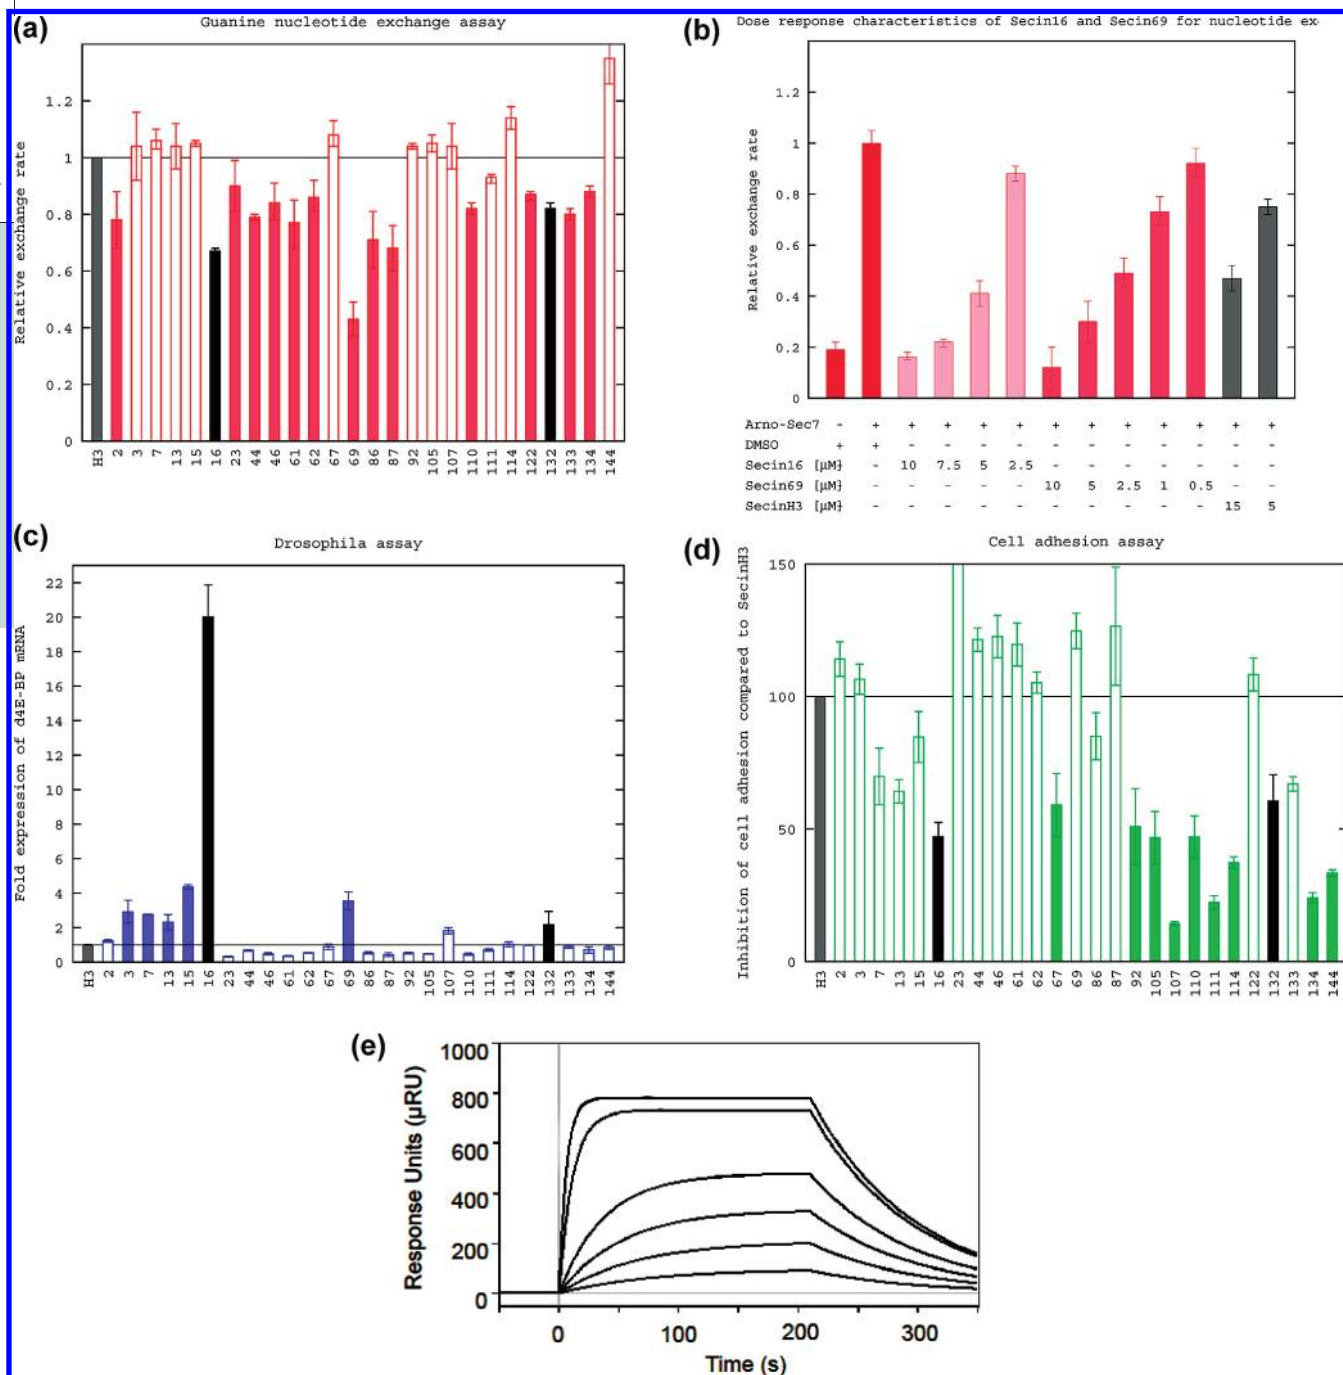 (a)
Guanine nucleotide exchange assay
Relative exchange rate
1.2
1
0.8
0.6
0.4
0.2
0
H3 2 3 7 13 15 16 23 44 46 61 62 67 69 86 87 92 105 107 110 111 114 122 132 133 134 144
(b)
Dose response characteristics of Secin16 and Secin69 for nucleotide ex
Relative exchange rate
1.2
1
0.8
0.6
0.4
0.2
0
Arno-Sec7 - + + + + + + + + + + + +
DMSO + + - - - - - - - - - - -
Secin16 [µM] - 10 7.5 5 2.5 - - - - - - -
Secin69 [µM] - - - - - 10 5 2.5 1 0.5 - -
SecinH3 [µM] - - - - - - - - - - 15 5
(c)
Drosophila assay
Fold expression of d4E-BP mRNA
22
20
18
16
14
12
10
8
6
4
2
0
H3 2 3 7 13 15 16 23 44 46 61 62 67 69 86 87 92 105 107 110 111 114 122 132 133 134 144
(d)
Cell adhesion assay
Inhibition of cell adhesion compared to SecinH3
150
100
50
0
H3 2 3 7 13 15 16 23 44 46 61 62 67 69 86 87 92 105 107 110 111 114 122 132 133 134 144
(e)
Response Units (µRU)
1000
800
600
400
200
0
0 100 200 300
Time (s)